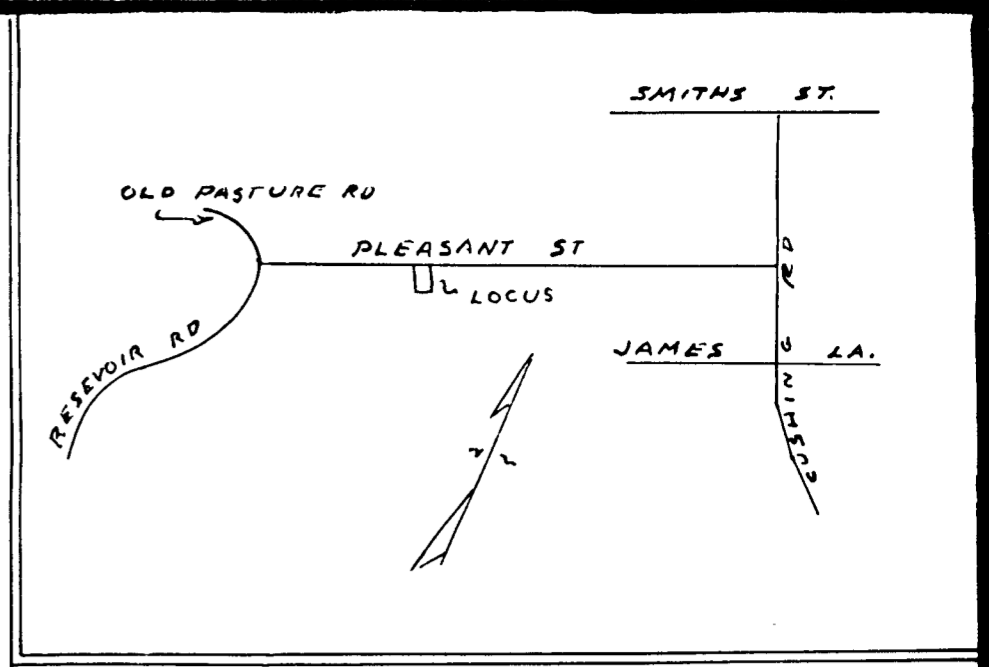 SMITHS ST.
OLD PASTURE RD
PLEASANT ST
LOCUS
RESEVOIR RD
JAMES LA.
CUSHING RD